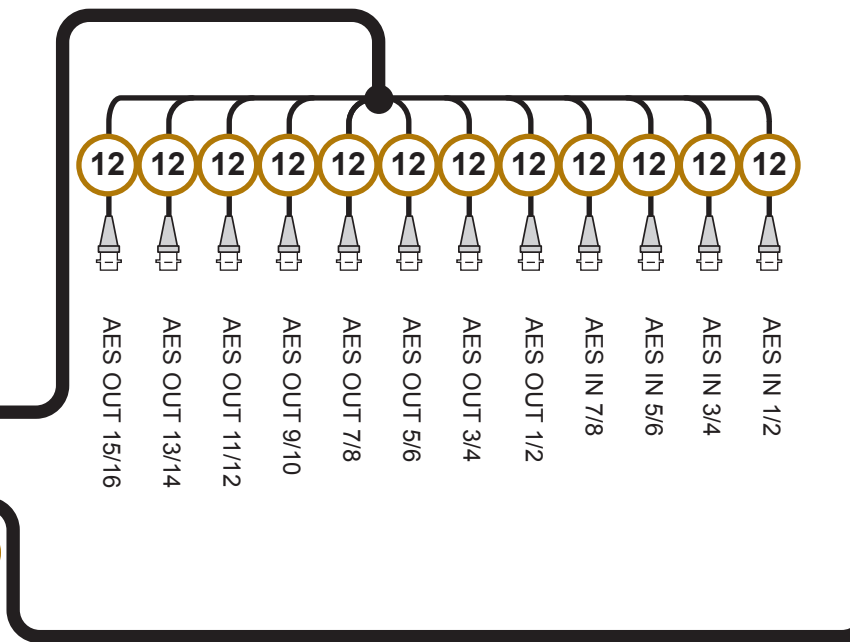 12 12 12 12 12 12 12 12 12 12 12 12
AES OUT 15/16
AES OUT 13/14
AES OUT 11/12
AES OUT 9/10
AES OUT 7/8
AES OUT 5/6
AES OUT 3/4
AES OUT 1/2
AES IN 7/8
AES IN 5/6
AES IN 3/4
AES IN 1/2